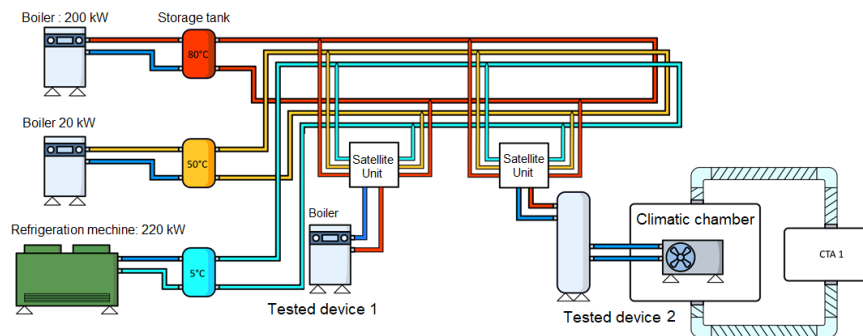 Boiler : 200 kW
Storage tank
80°C
Boiler 20 kW
50°C
Satellite
Unit
Satellite
Unit
Climatic chamber
Boiler
Refrigeration mechine: 220 kW
5°C
CTA 1
Tested device 1
Tested device 2